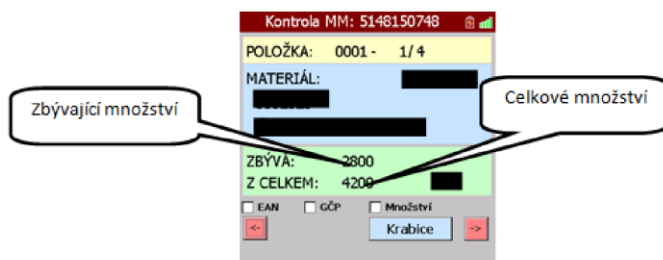 Kontrola MM: 5148150748
POLOŽKA: 0001 - 1/ 4
MATERIÁL:
Zbývající množství
Celkové množství
ZBÝVÁ: 2800
Z CELKEM: 4200
EAN GČP Množství
<- Krabice ->